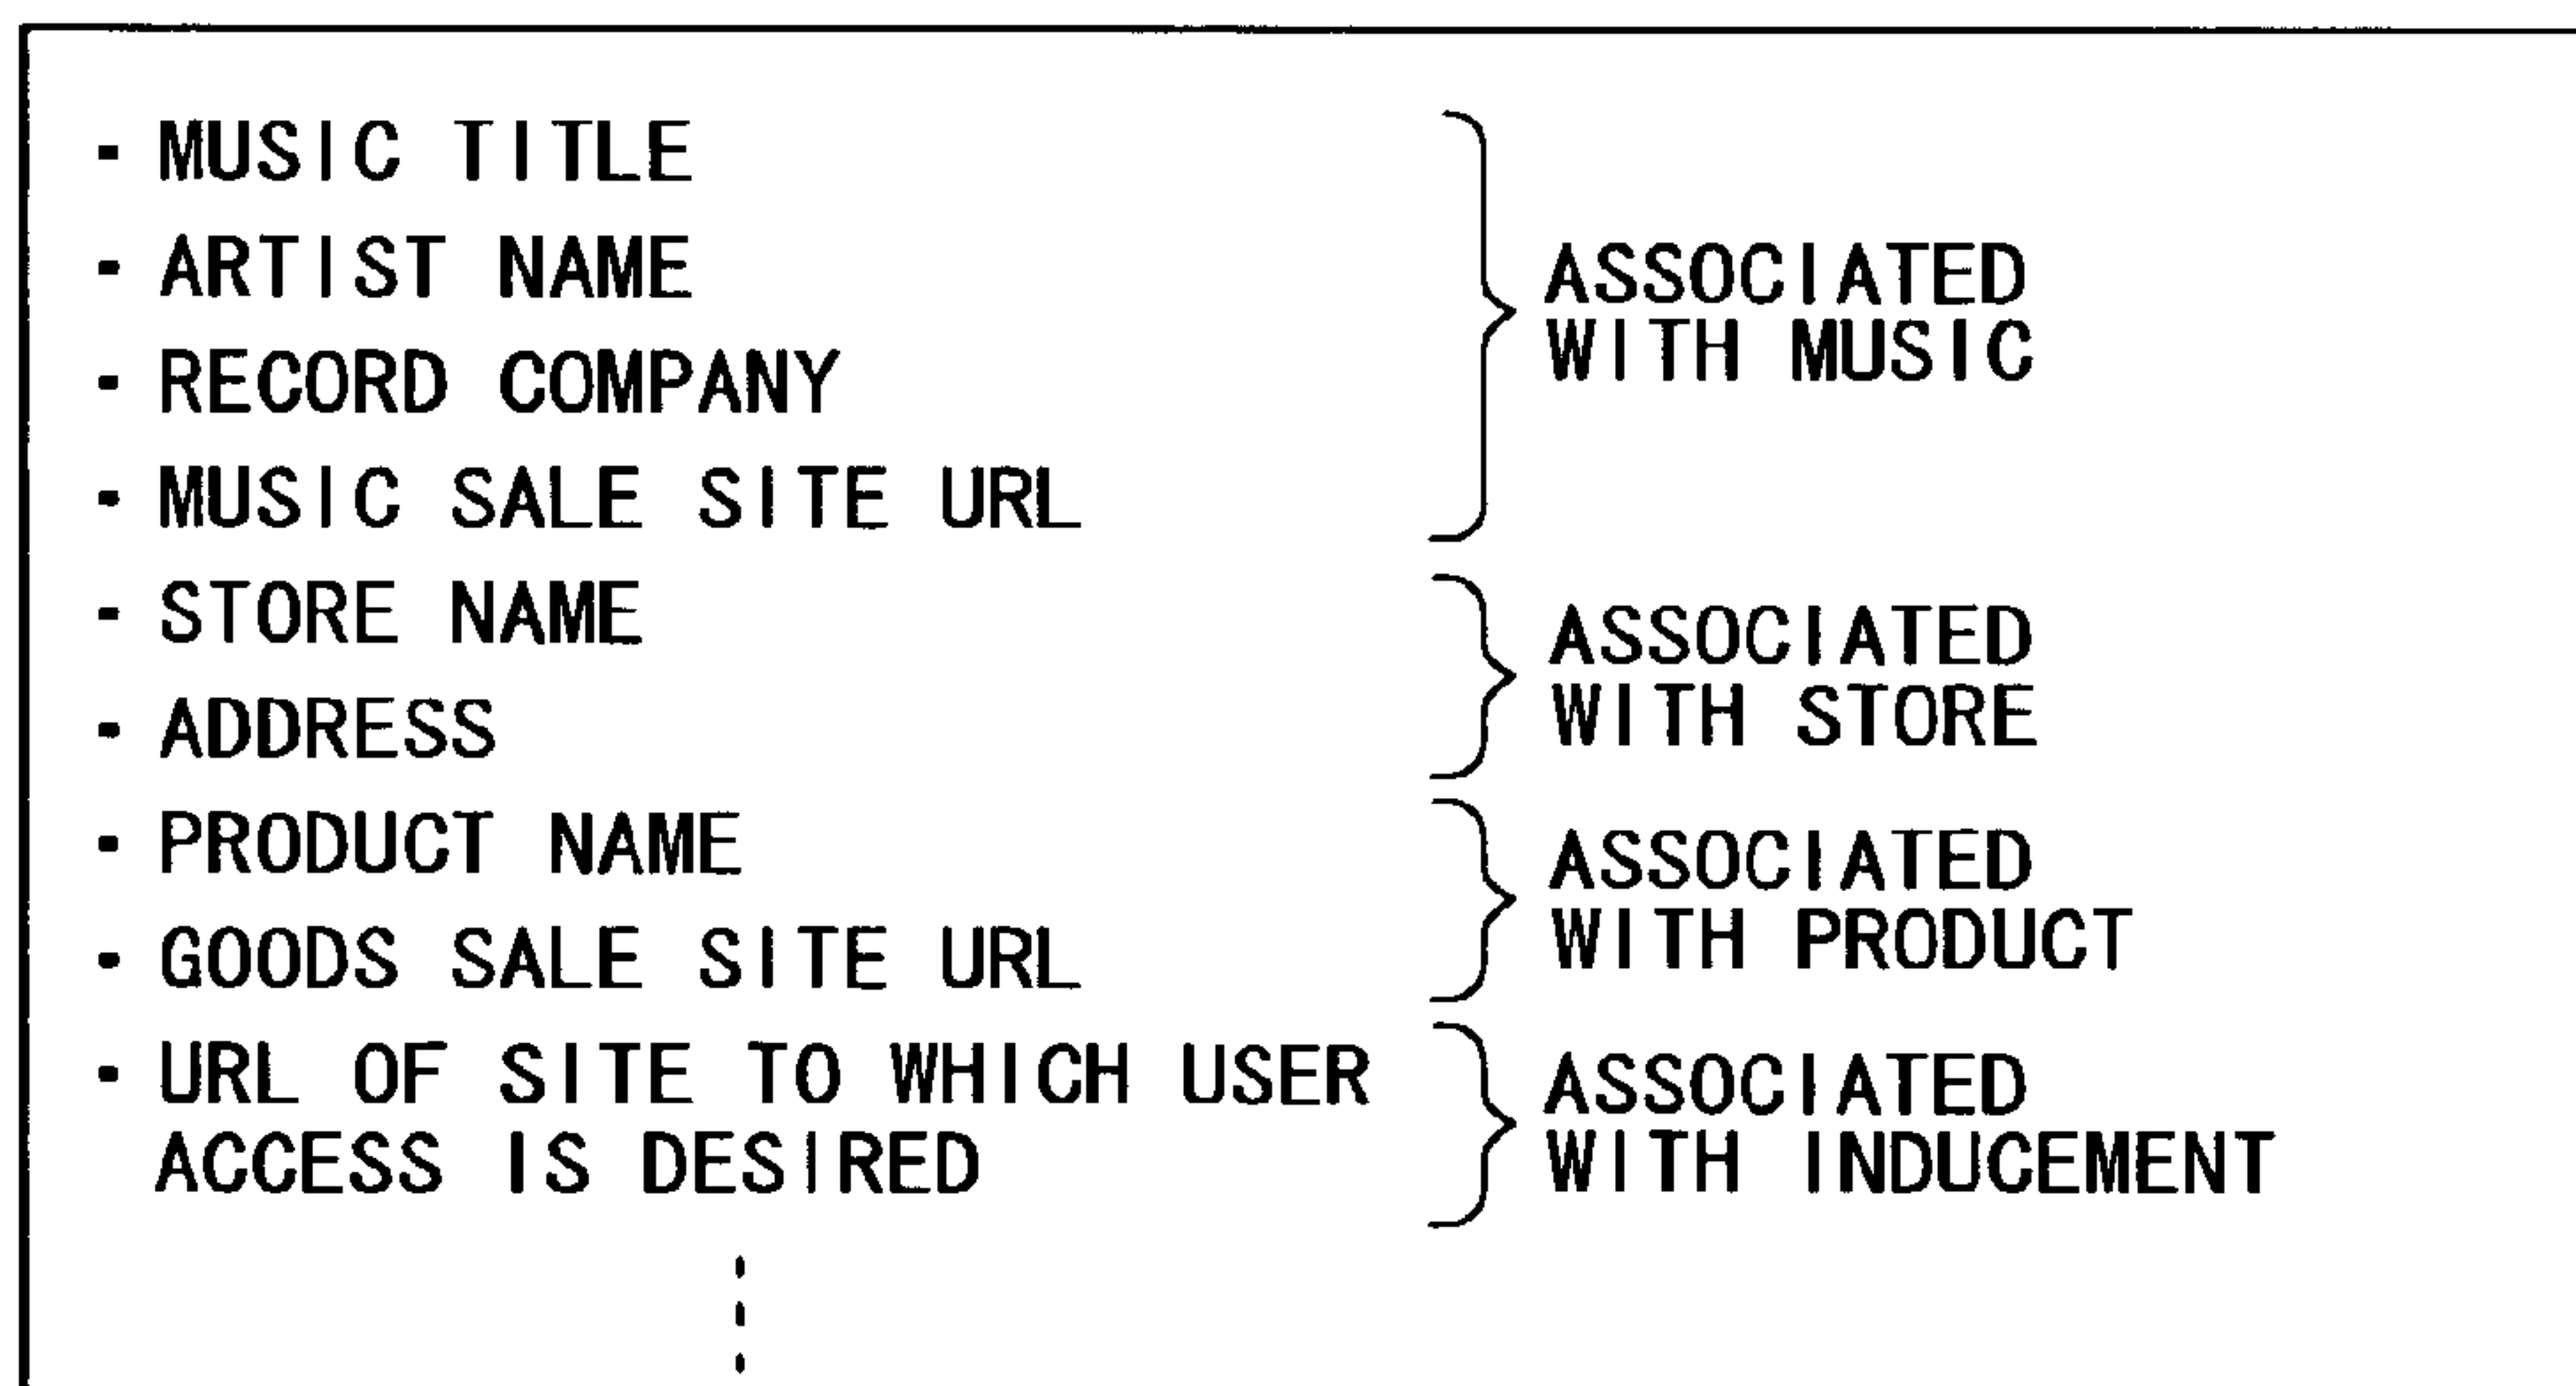 - MUSIC TITLE
- ARTIST NAME
- RECORD COMPANY
- MUSIC SALE SITE URL
ASSOCIATED
WITH MUSIC
- STORE NAME
- ADDRESS
ASSOCIATED
WITH STORE
- PRODUCT NAME
- GOODS SALE SITE URL
ASSOCIATED
WITH PRODUCT
- URL OF SITE TO WHICH USER
ACCESS IS DESIRED
ASSOCIATED
WITH INDUCEMENT